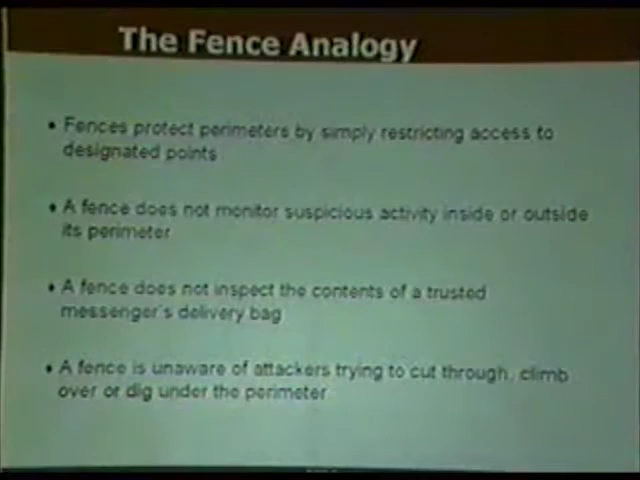 The Fence Analogy
• Fences protect perimeters by simply restricting access to
designated points
• A fence does not monitor suspicious activity inside or outside
its perimeter
• A fence does not inspect the contents of a trusted
messenger's delivery bag
• A fence is unaware of attackers trying to cut through, climb
over or dig under the perimeter